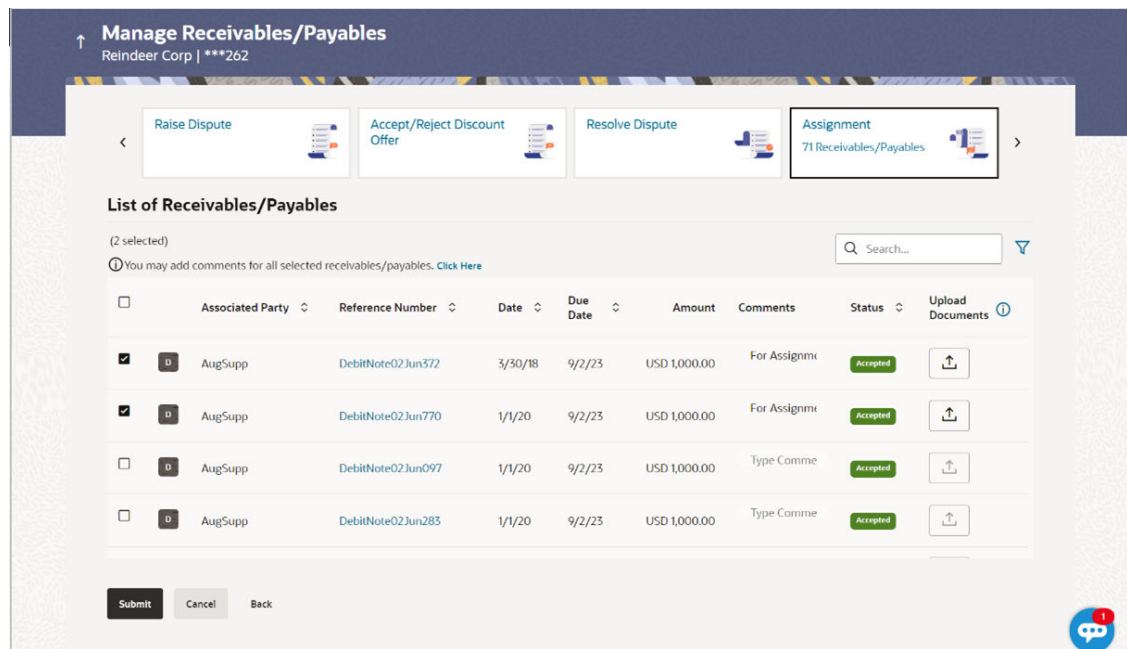 Manage Receivables/Payables
Reindeer Corp | ***262
Raise Dispute
Accept/Reject Discount
Offer
Resolve Dispute
Assignment
71 Receivables/Payables
List of Receivables/Payables
(2 selected)
Search...
You may add comments for all selected receivables/payables. Click Here
Associated Party Reference Number Date Due Date Amount Comments Status Upload Documents
D AugSupp DebitNote02Jun372 3/30/18 9/2/23 USD 1,000.00 For Assignme Accepted
D AugSupp DebitNote02Jun770 1/1/20 9/2/23 USD 1,000.00 For Assignme Accepted
D AugSupp DebitNote02Jun097 1/1/20 9/2/23 USD 1,000.00 Type Comme Accepted
D AugSupp DebitNote02Jun283 1/1/20 9/2/23 USD 1,000.00 Type Comme Accepted
Submit Cancel Back
1